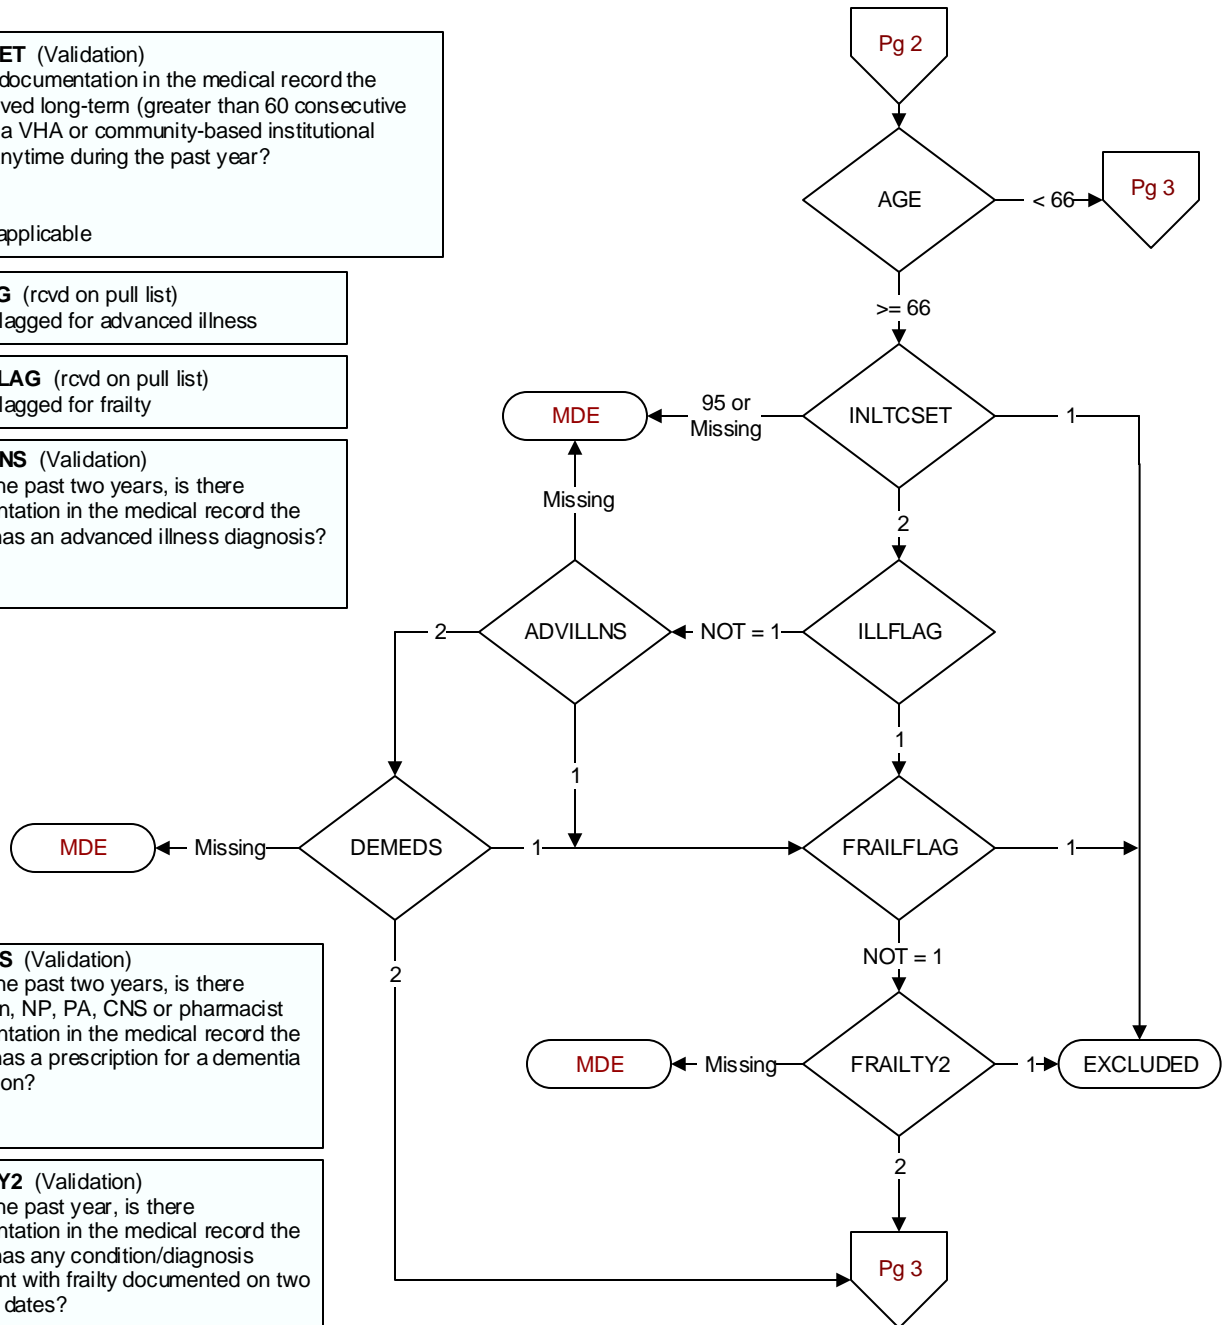 ET (Validation)
documentation in the medical record the
ved long-term (greater than 60 consecutive
a VHA or community-based institutional
nytime during the past year?
applicable
G (rcvd on pull list)
lagged for advanced illness
LAG (rcvd on pull list)
lagged for frailty
NS (Validation)
he past two years, is there
ntation in the medical record the
has an advanced illness diagnosis?
S (Validation)
he past two years, is there
n, NP, PA, CNS or pharmacist
ntation in the medical record the
has a prescription for a dementia
on?
Y2 (Validation)
he past year, is there
ntation in the medical record the
has any condition/diagnosis
nt with frailty documented on two
dates?
Pg 2
AGE
< 66
Pg 3
>= 66
MDE
95 or
Missing
INLTCSET
1
Missing
2
2
ADVILLNS
NOT = 1
ILLFLAG
1
1
MDE
Missing
DEMEDS
1
FRAILFLAG
1
2
NOT = 1
MDE
Missing
FRAILTY2
1
EXCLUDED
2
Pg 3